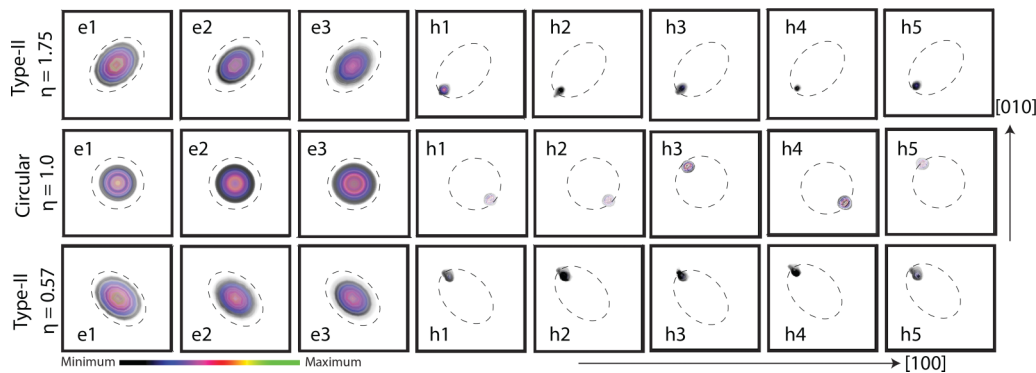 Type-II
η = 1.75
e1 e2 e3 h1 h2 h3 h4 h5
[010]
Circular
η = 1.0
e1 e2 e3 h1 h2 h3 h4 h5
Type-II
η = 0.57
e1 e2 e3 h1 h2 h3 h4 h5
Minimum Maximum [100]